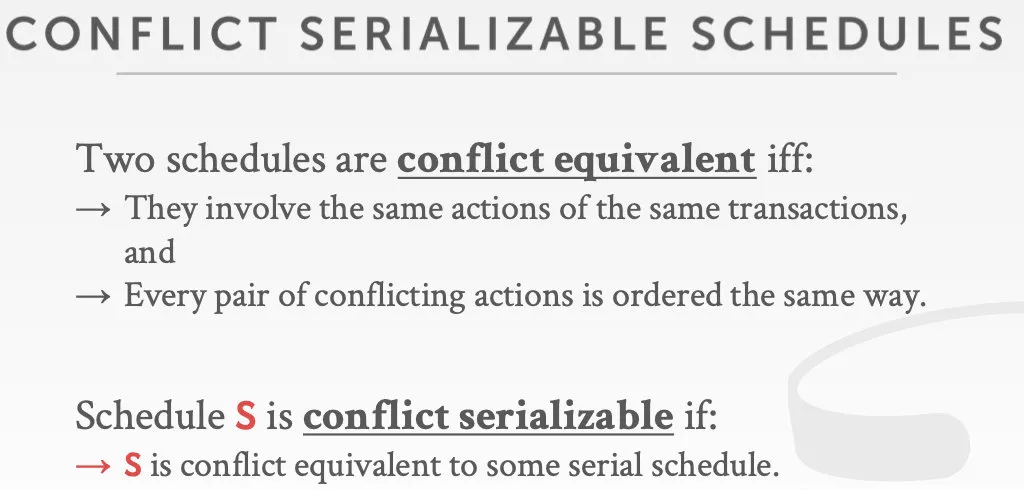 CONFLICT SERIALIZABLE SCHEDULES
Two schedules are conflict equivalent iff:
→ They involve the same actions of the same transactions,
and
→ Every pair of conflicting actions is ordered the same way.
Schedule S is conflict serializable if:
→ S is conflict equivalent to some serial schedule.